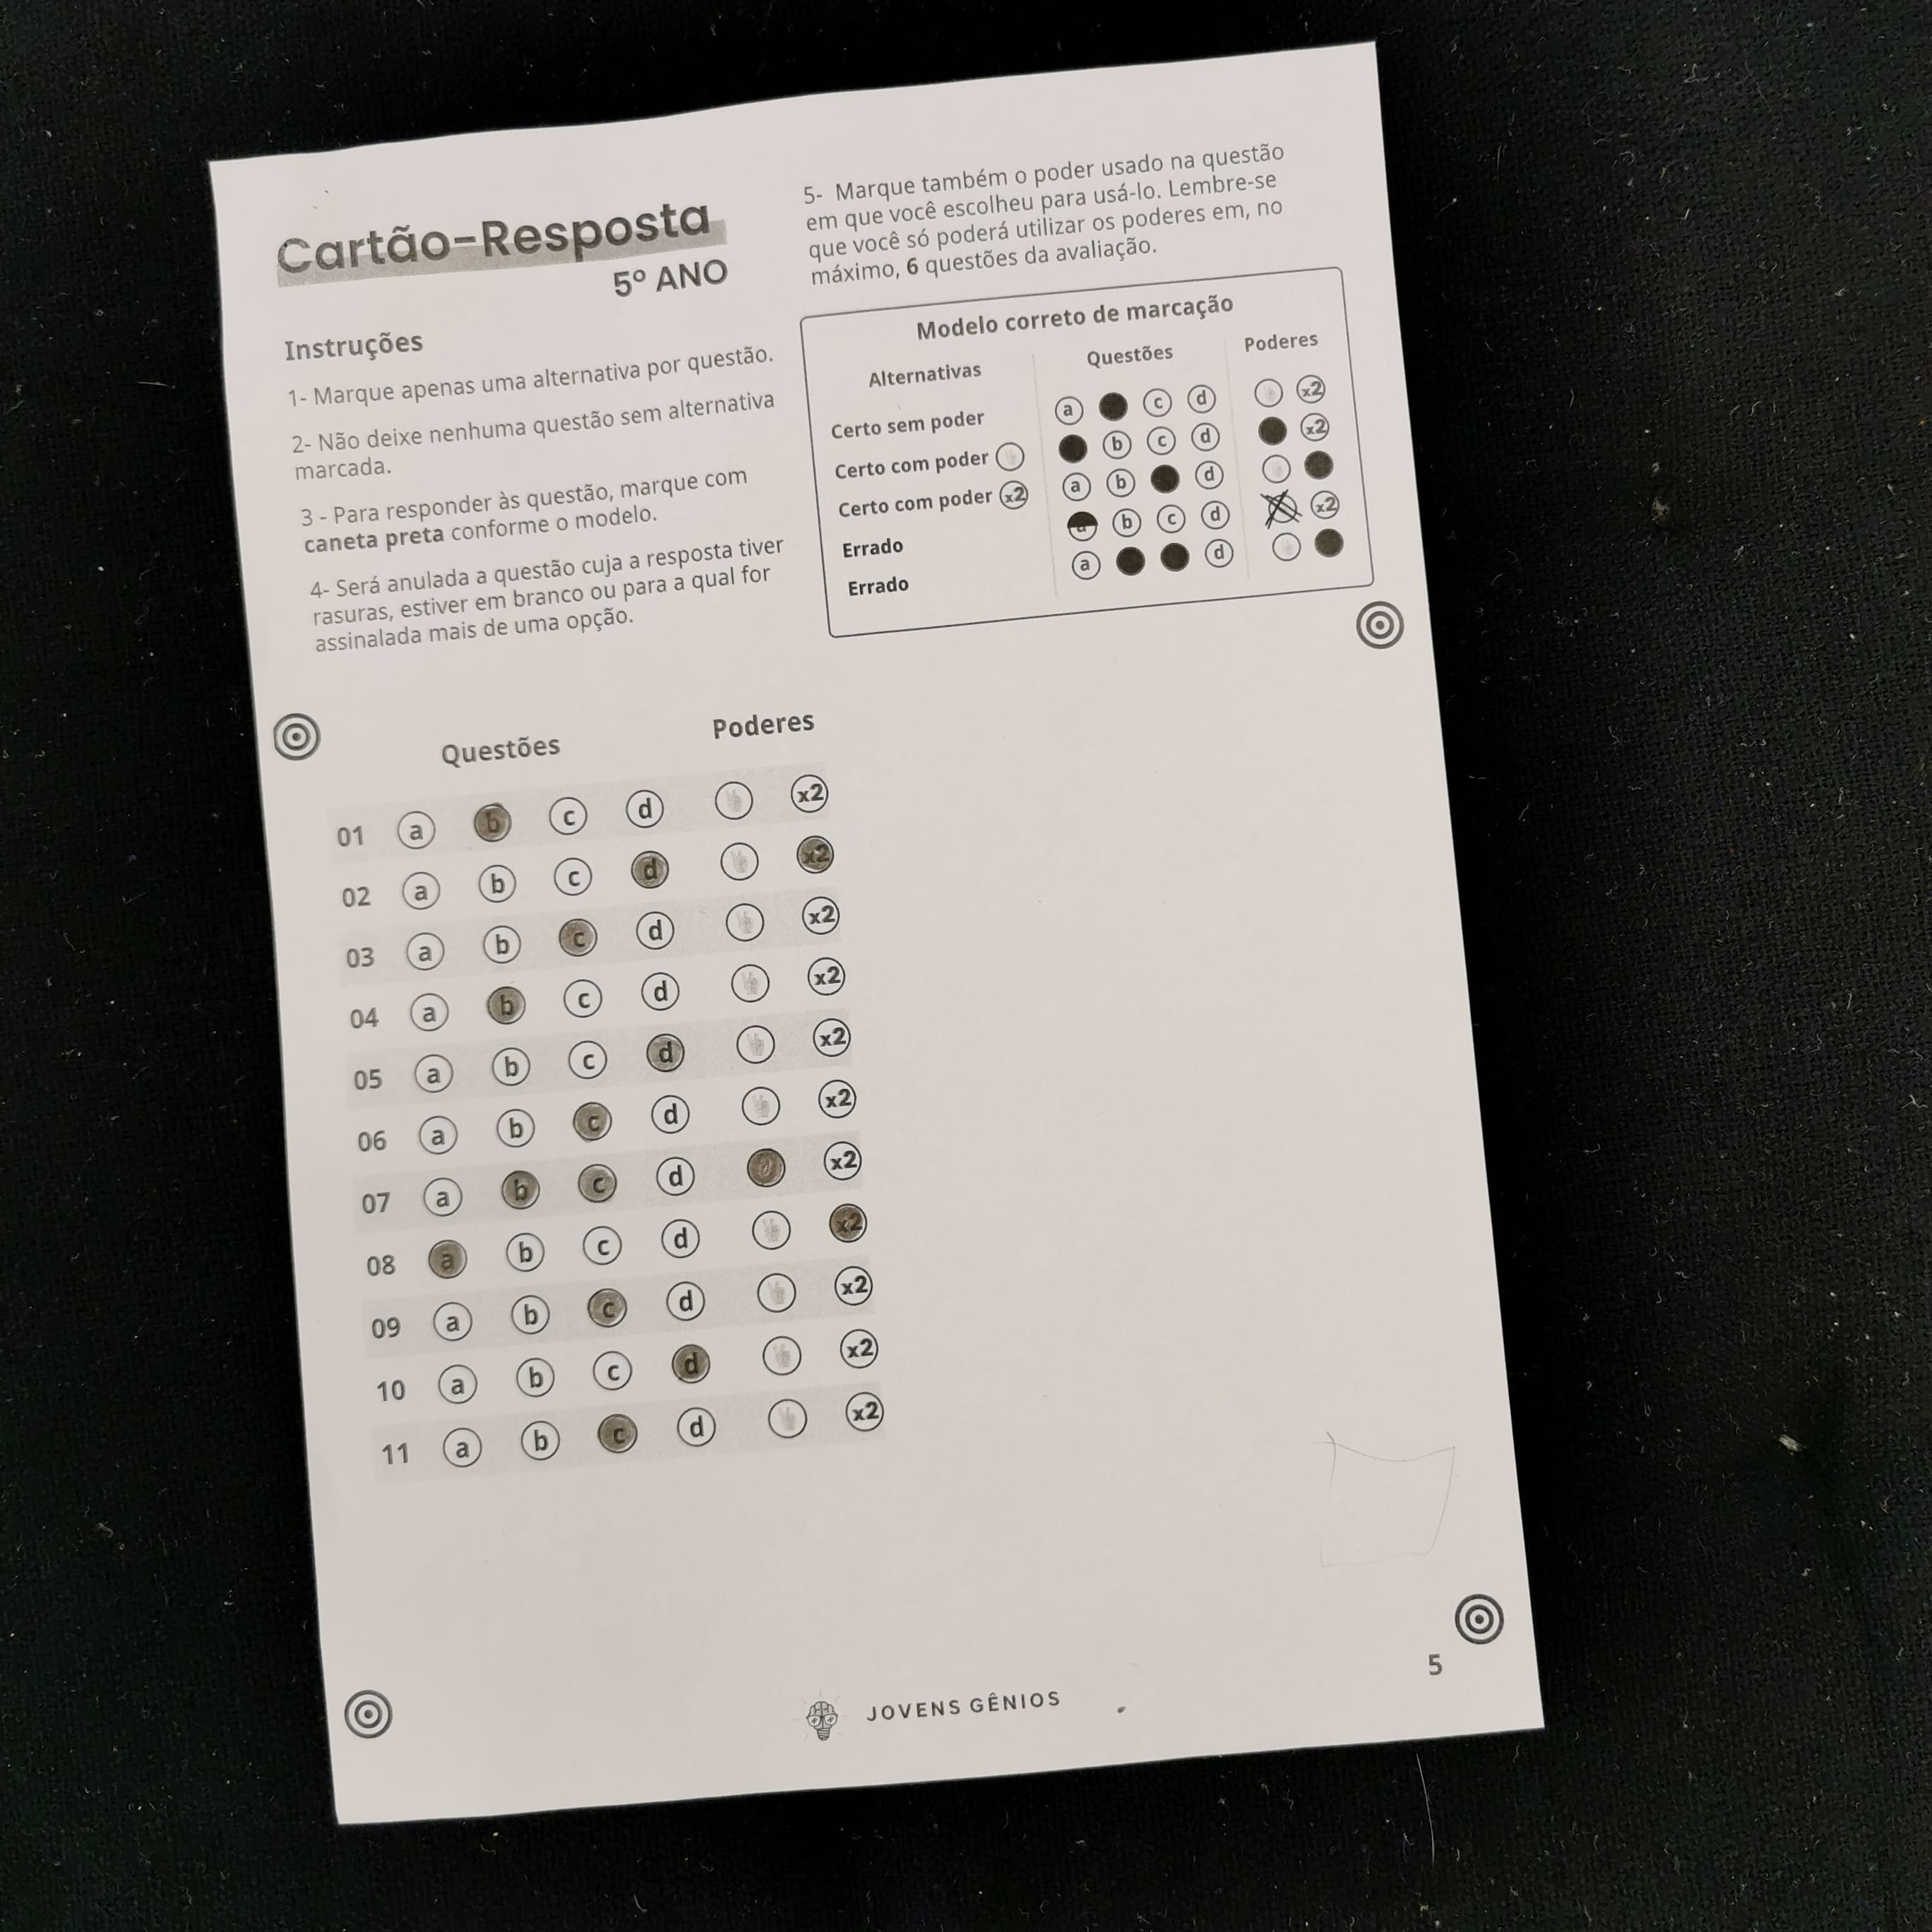 Cartão-Resposta
5º ANO
Instruções
1- Marque apenas uma alternativa por questão.
2- Não deixe nenhuma questão sem alternativa
marcada.
3 - Para responder às questão, marque com
caneta preta conforme o modelo.
4- Será anulada a questão cuja a resposta tiver
rasuras, estiver em branco ou para a qual for
assinalada mais de uma opção.
5- Marque também o poder usado na questão
em que você escolheu para usá-lo. Lembre-se
que você só poderá utilizar os poderes em, no
máximo, 6 questões da avaliação.
Modelo correto de marcação
Alternativas Questões Poderes
Certo sem poder a c d x2
Certo com poder b c d x2
Certo com poder x2 a b d
Errado a b c d x2
Errado a d
Questões Poderes
01 a b c d x2
02 a b c d x2
03 a b c d x2
04 a b c d x2
05 a b c d x2
06 a b c d x2
07 a b c d x2
08 a b c d x2
09 a b c d x2
10 a b c d x2
11 a b c d x2
5
JOVENS GÊNIOS